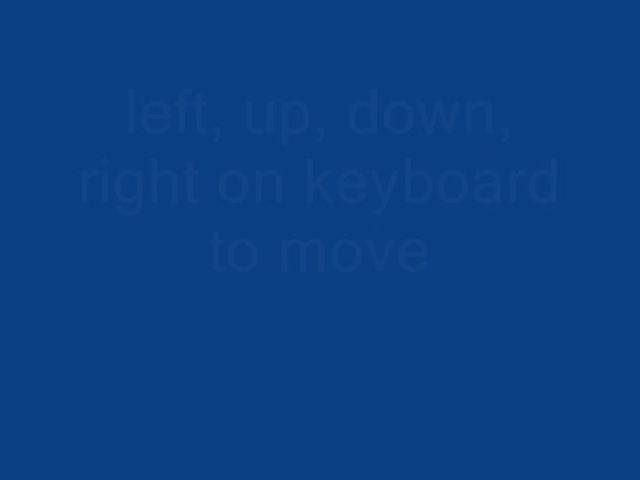 left, up, down,
right on keyboard
to move